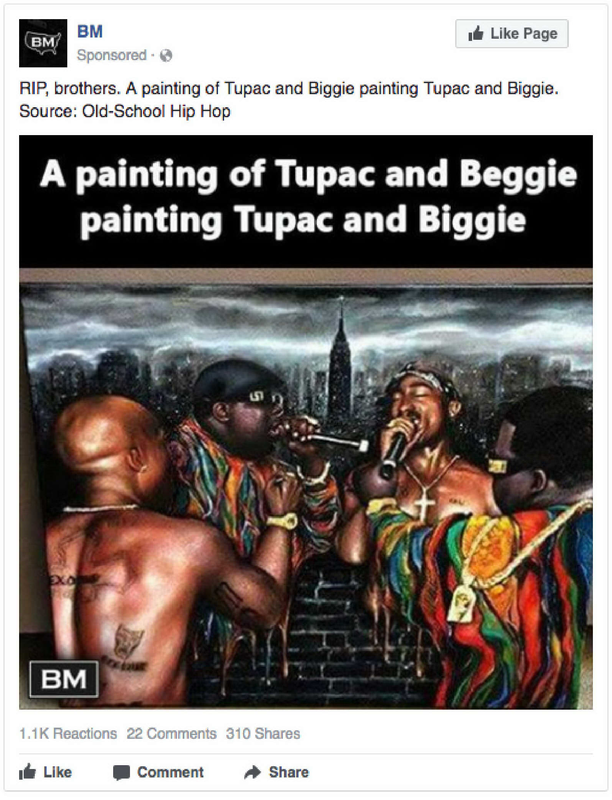 BM
BM
Like Page
Sponsored ·
RIP, brothers. A painting of Tupac and Biggie painting Tupac and Biggie.
Source: Old-School Hip Hop
A painting of Tupac and Beggie
painting Tupac and Biggie
BM
1.1K Reactions 22 Comments 310 Shares
Like Comment Share